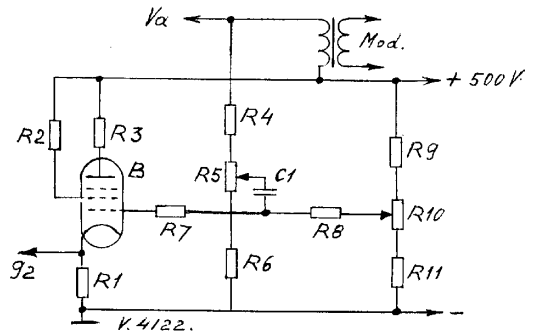 Va
Mod.
+ 500 V.
R2
R3
R4
R9
B
R5
C1
R10
R7
R8
g2
R1
R6
R11
V. 4122.
-